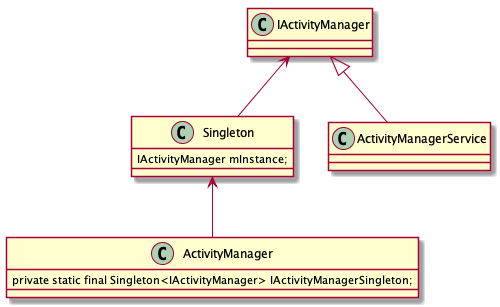 C IActivityManager
C Singleton
IActivityManager mInstance;
C ActivityManagerService
C ActivityManager
private static final Singleton<IActivityManager> IActivityManagerSingleton;